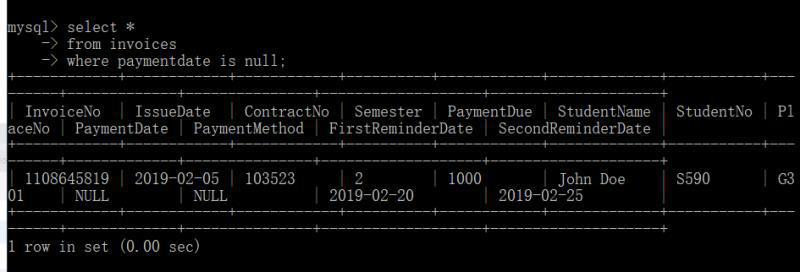 mysql> select *
    -> from invoices
    -> where paymentdate is null;
+------------+------------+------------+----------+------------+-------------+-----------+---
------+-------------+---------------+-------------------+--------------------+
| InvoiceNo  | IssueDate  | ContractNo | Semester | PaymentDue | StudentName | StudentNo | Pl
aceNo | PaymentDate | PaymentMethod | FirstReminderDate | SecondReminderDate |
+------------+------------+------------+----------+------------+-------------+-----------+---
------+-------------+---------------+-------------------+--------------------+
| 1108645819 | 2019-02-05 | 103523     | 2        | 1000       | John Doe    | S590      | G3
01    | NULL        | NULL          | 2019-02-20        | 2019-02-25         |
+------------+------------+------------+----------+------------+-------------+-----------+---
------+-------------+---------------+-------------------+--------------------+
1 row in set (0.00 sec)